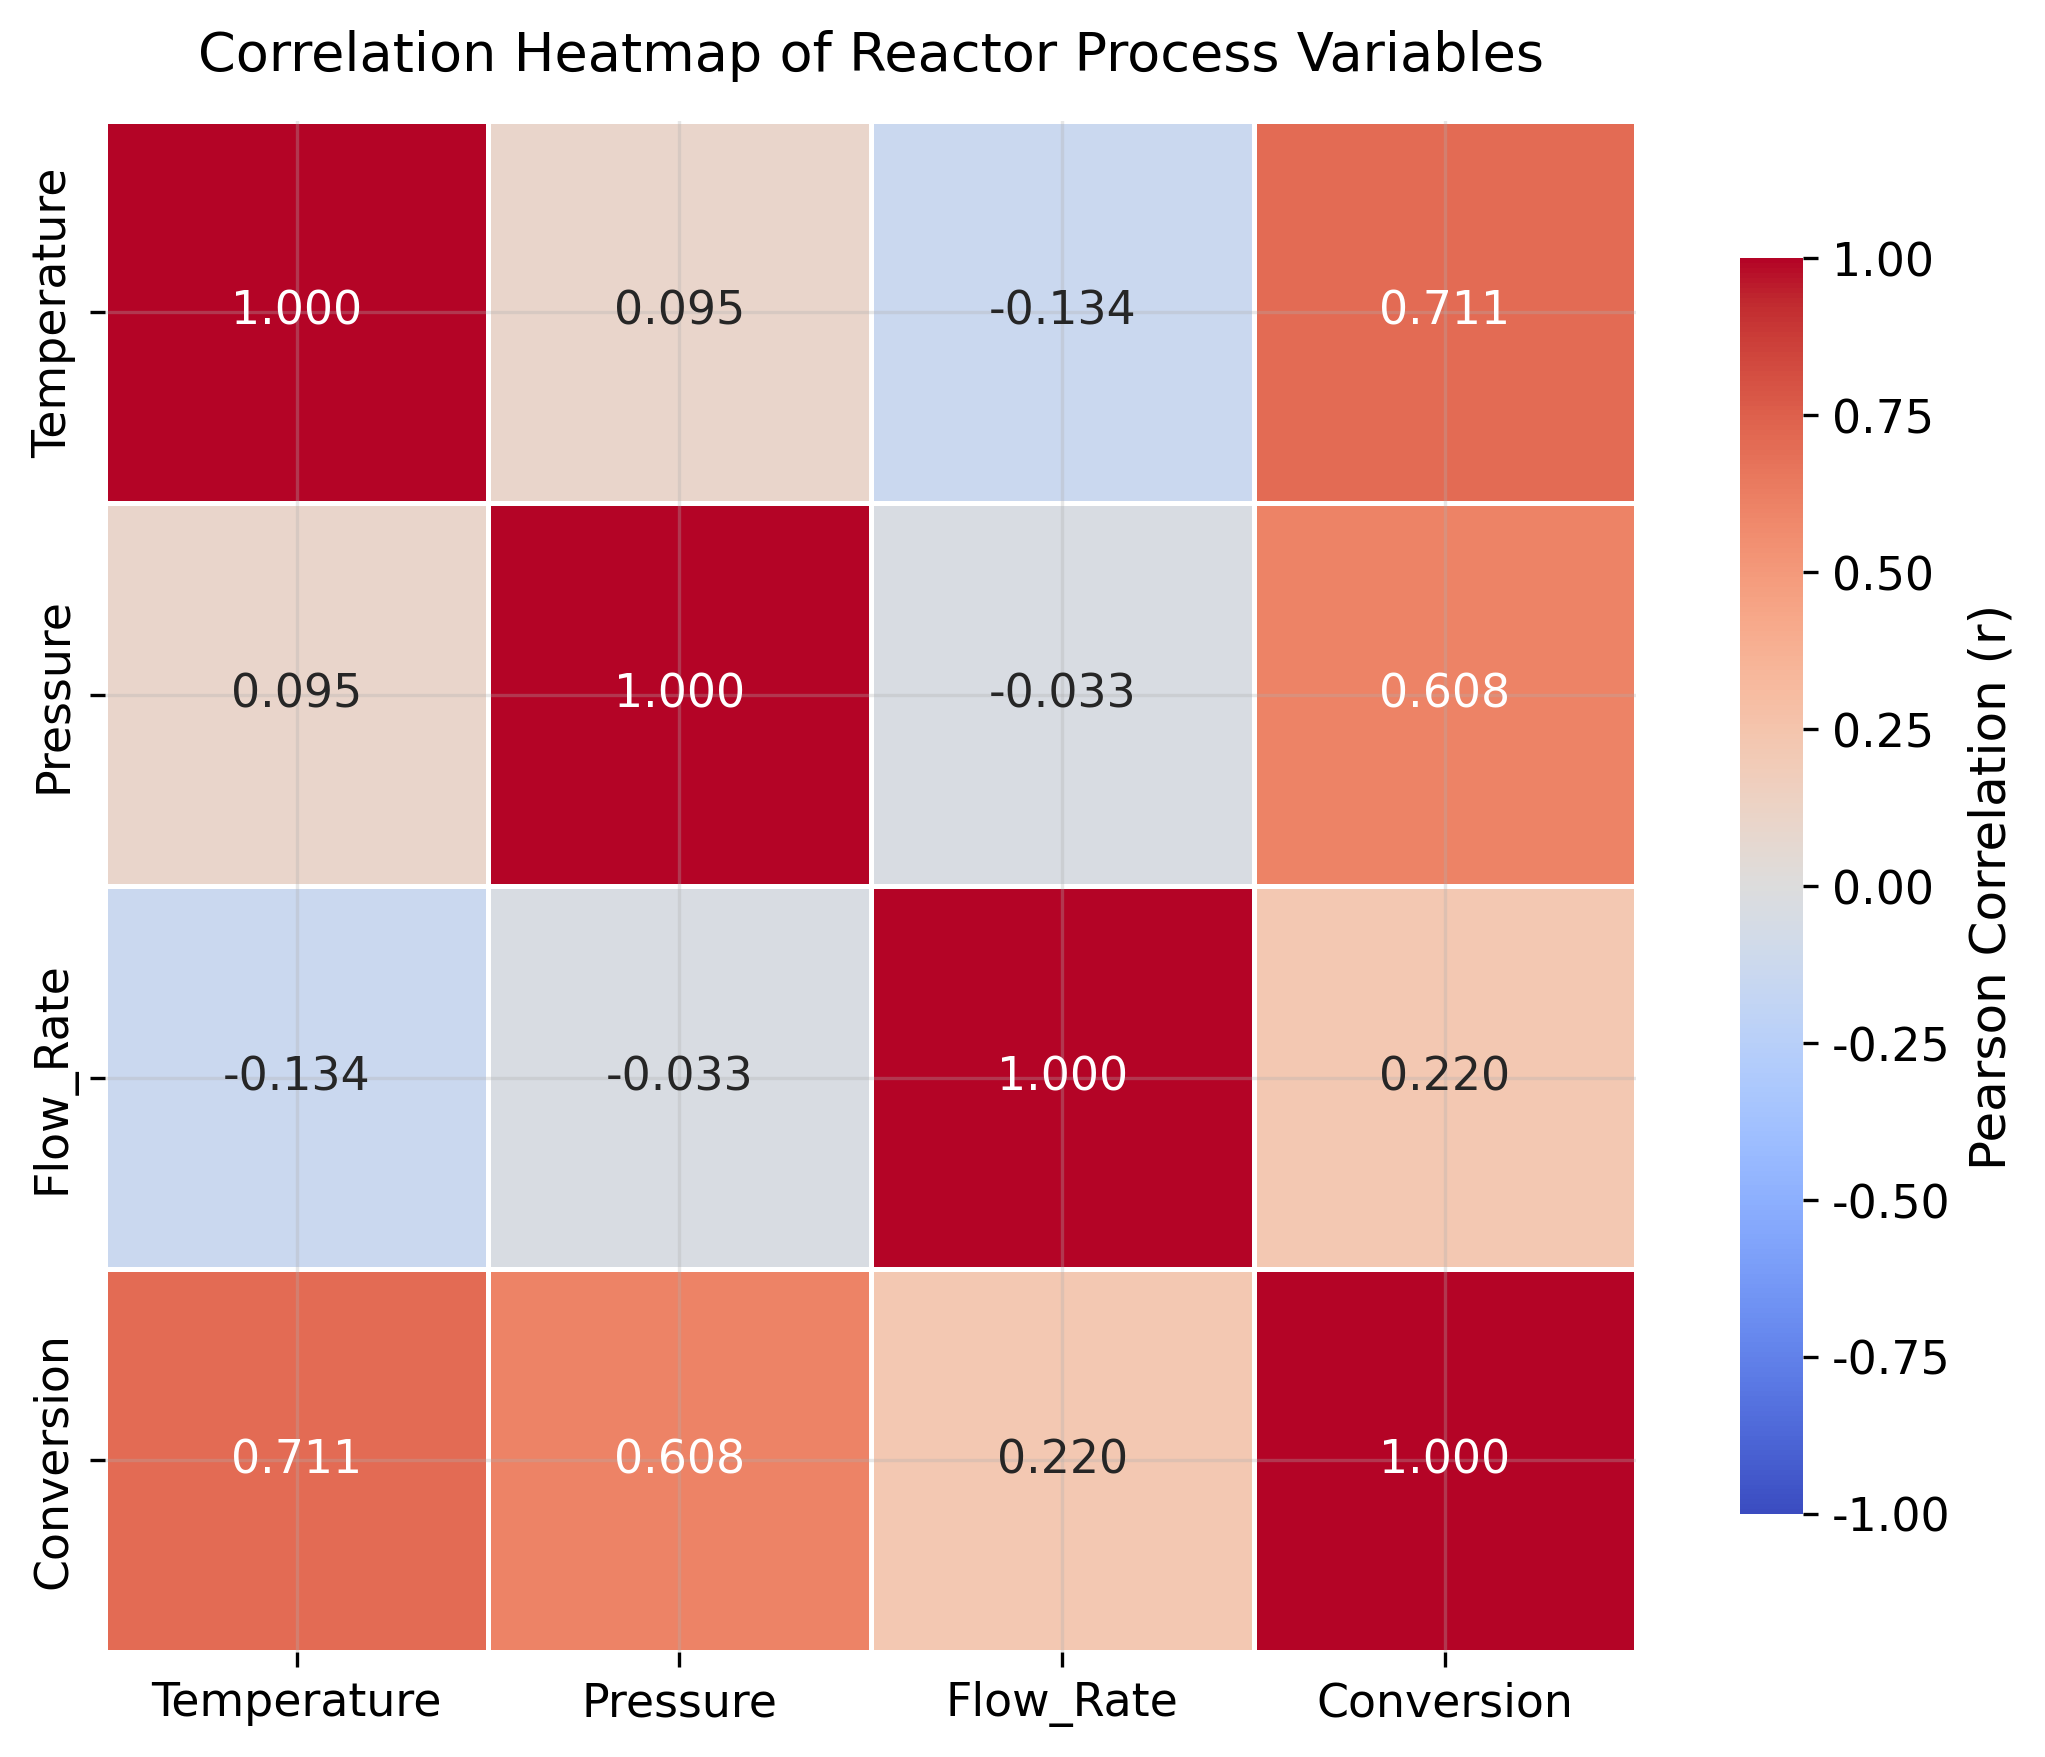 Correlation Heatmap of Reactor Process Variables
Temperature
1.000 0.095 -0.134 0.711
Pressure
0.095 1.000 -0.033 0.608
Flow_Rate
-0.134 -0.033 1.000 0.220
Conversion
0.711 0.608 0.220 1.000
Temperature Pressure Flow_Rate Conversion
1.00
0.75
0.50
0.25
0.00
-0.25
-0.50
-0.75
-1.00
Pearson Correlation (r)